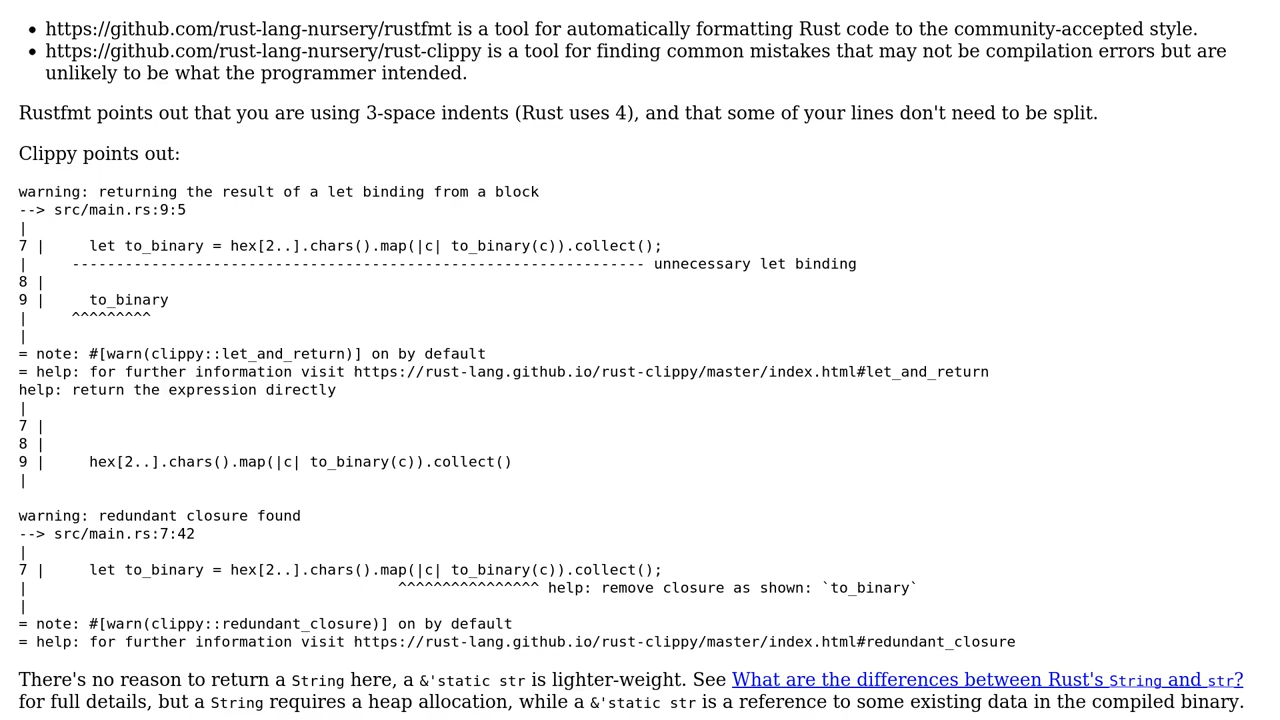 • https://github.com/rust-lang-nursery/rustfmt is a tool for automatically formatting Rust code to the community-accepted style.
• https://github.com/rust-lang-nursery/rust-clippy is a tool for finding common mistakes that may not be compilation errors but are
unlikely to be what the programmer intended.
Rustfmt points out that you are using 3-space indents (Rust uses 4), and that some of your lines don't need to be split.
Clippy points out:
warning: returning the result of a let binding from a block
--> src/main.rs:9:5
|
7 |     let to_binary = hex[2..].chars().map(|c| to_binary(c)).collect();
|     ----------------------------------------------------------------- unnecessary let binding
8 |
9 |     to_binary
|     ^^^^^^^^^
|
= note: #[warn(clippy::let_and_return)] on by default
= help: for further information visit https://rust-lang.github.io/rust-clippy/master/index.html#let_and_return
help: return the expression directly
|
7 |
8 |
9 |     hex[2..].chars().map(|c| to_binary(c)).collect()
|
warning: redundant closure found
--> src/main.rs:7:42
|
7 |     let to_binary = hex[2..].chars().map(|c| to_binary(c)).collect();
|                                          ^^^^^^^^^^^^^^^^ help: remove closure as shown: `to_binary`
|
= note: #[warn(clippy::redundant_closure)] on by default
= help: for further information visit https://rust-lang.github.io/rust-clippy/master/index.html#redundant_closure
There's no reason to return a String here, a &'static str is lighter-weight. See What are the differences between Rust's String and str?
for full details, but a String requires a heap allocation, while a &'static str is a reference to some existing data in the compiled binary.